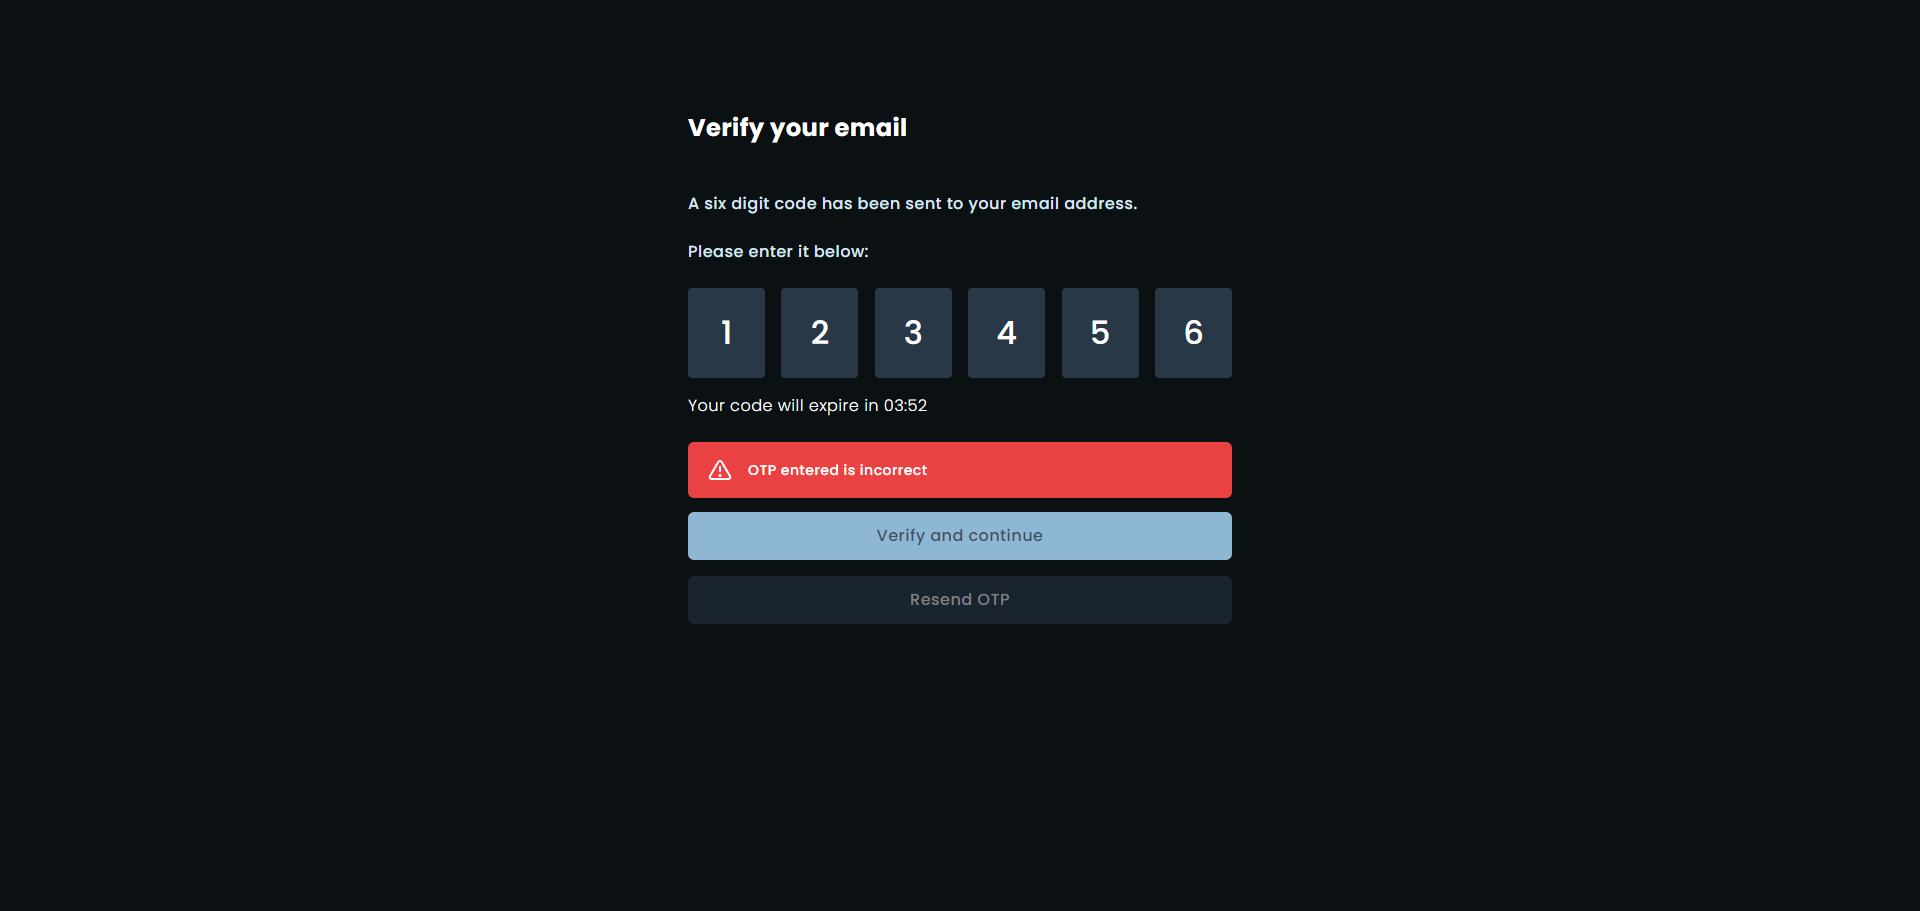 Verify your email
A six digit code has been sent to your email address.
Please enter it below:
1 2 3 4 5 6
Your code will expire in 03:52
OTP entered is incorrect
Verify and continue
Resend OTP